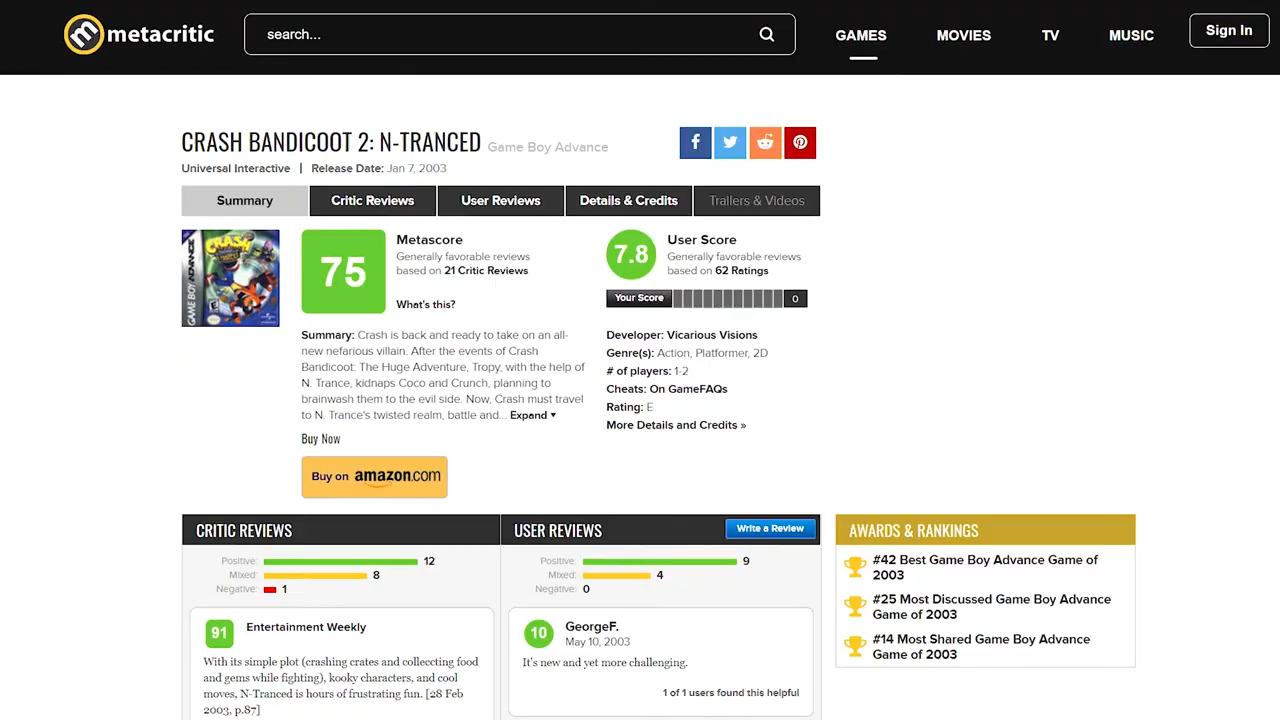 metacritic
search...
GAMES
MOVIES
TV
MUSIC
Sign In
CRASH BANDICOOT 2: N-TRANCED Game Boy Advance
Universal Interactive | Release Date: Jan 7, 2003
Summary
Critic Reviews
User Reviews
Details & Credits
Trailers & Videos
GAME BOY ADVANCE
CRASH
75
Metascore
Generally favorable reviews
based on 21 Critic Reviews
What's this?
7.8
User Score
Generally favorable reviews
based on 62 Ratings
Your Score
0
Summary: Crash is back and ready to take on an all-
new nefarious villain. After the events of Crash
Bandicoot: The Huge Adventure, Tropy, with the help of
N. Trance, kidnaps Coco and Crunch, planning to
brainwash them to the evil side. Now, Crash must travel
to N. Trance's twisted realm, battle and... Expand ▾
Buy Now
Buy on amazon.com
Developer: Vicarious Visions
Genre(s): Action, Platformer, 2D
# of players: 1-2
Cheats: On GameFAQs
Rating: E
More Details and Credits »
CRITIC REVIEWS
Positive: 12
Mixed: 8
Negative: 1
91
Entertainment Weekly
With its simple plot (crashing crates and colleccting food
and gems while fighting), kooky characters, and cool
moves, N-Tranced is hours of frustrating fun. [28 Feb
2003, p.87]
USER REVIEWS
Write a Review
Positive: 9
Mixed: 4
Negative: 0
10
GeorgeF.
May 10, 2003
It's new and yet more challenging.
1 of 1 users found this helpful
AWARDS & RANKINGS
#42 Best Game Boy Advance Game of
2003
#25 Most Discussed Game Boy Advance
Game of 2003
#14 Most Shared Game Boy Advance
Game of 2003